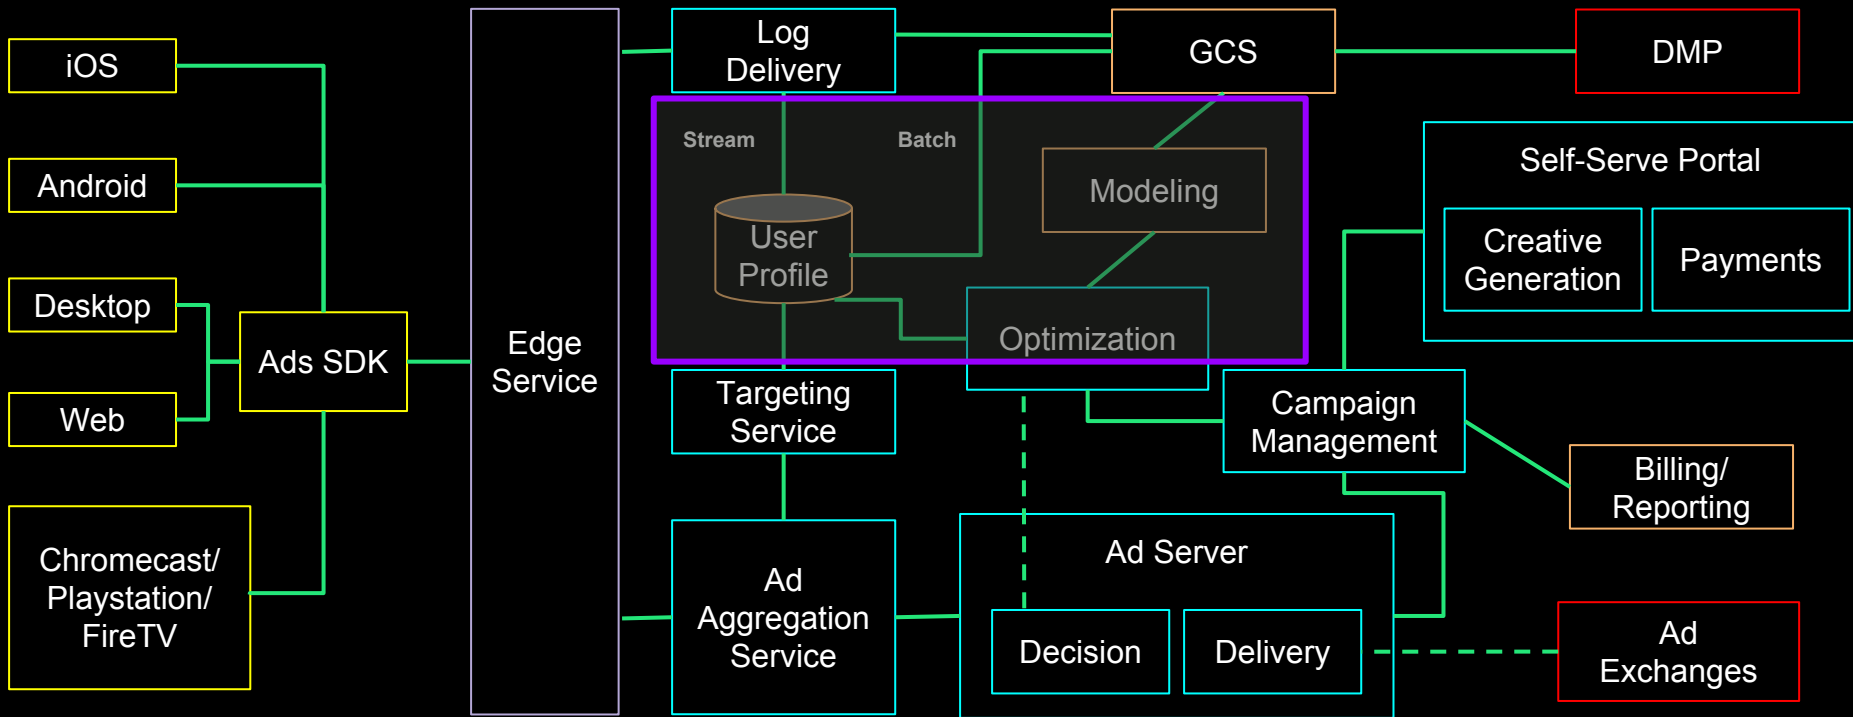 iOS
Android
Desktop
Web
Chromecast/
Playstation/
FireTV
Ads SDK
Edge
Service
Log
Delivery
GCS
DMP
Stream
Batch
User
Profile
Modeling
Optimization
Targeting
Service
Ad
Aggregation
Service
Self-Serve Portal
Creative
Generation
Payments
Campaign
Management
Billing/
Reporting
Ad Server
Decision
Delivery
Ad
Exchanges